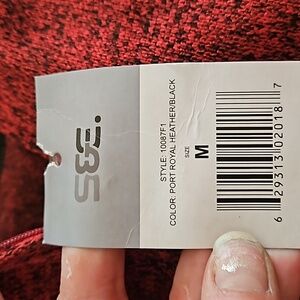 S&E.
STYLE: 10087F1
COLOR: PORT ROYAL HEATHER/BLACK
SIZE
M
6 29313 02018 7